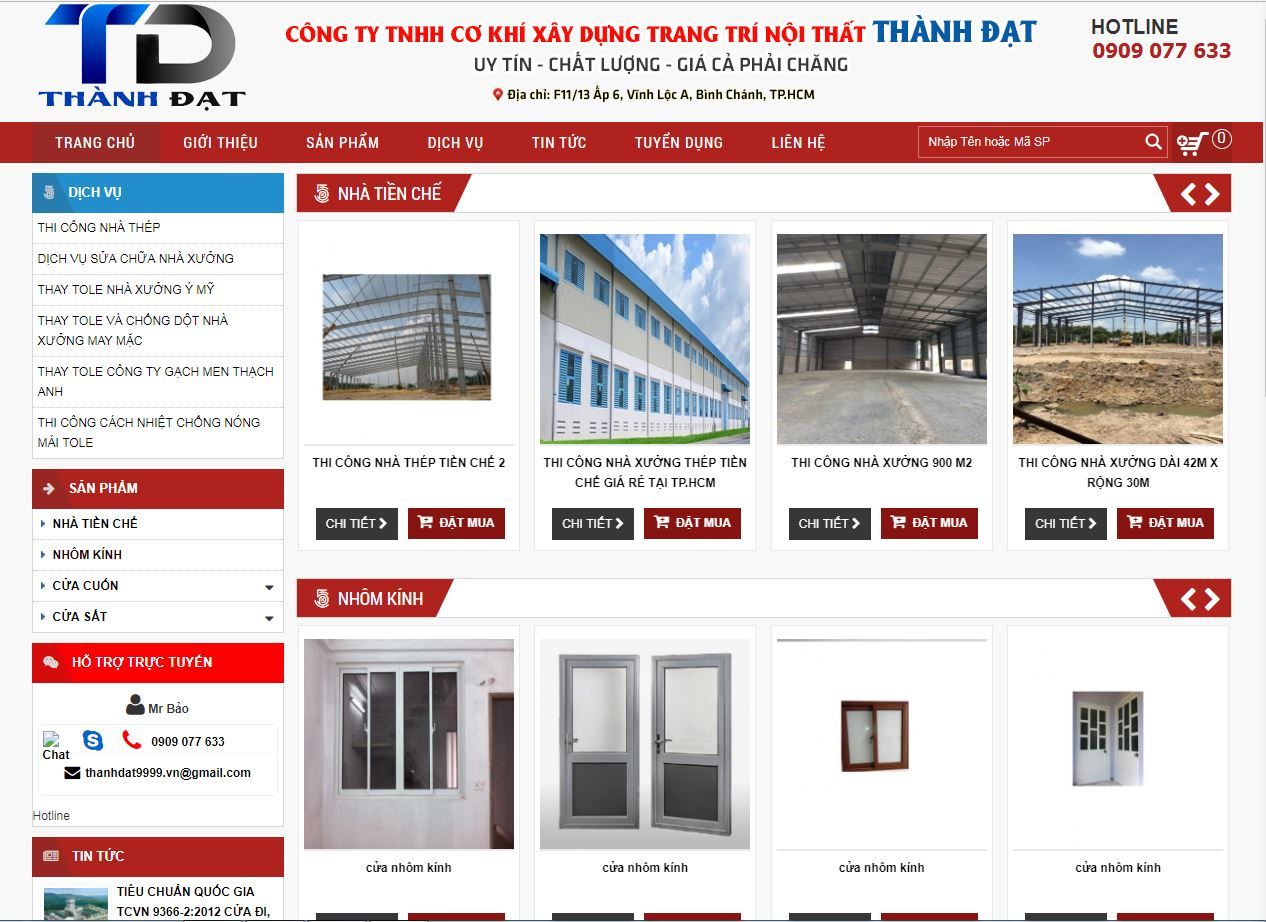 TD
THÀNH ĐẠT
CÔNG TY TNHH CƠ KHÍ XÂY DỰNG TRANG TRÍ NỘI THẤT THÀNH ĐẠT
UY TÍN - CHẤT LƯỢNG - GIÁ CẢ PHẢI CHĂNG
Địa chỉ: F11/13 Ấp 6, Vĩnh Lộc A, Bình Chánh, TP.HCM
HOTLINE
0909 077 633
TRANG CHỦ
GIỚI THIỆU
SẢN PHẨM
DỊCH VỤ
TIN TỨC
TUYỂN DỤNG
LIÊN HỆ
Nhập Tên hoặc Mã SP
0
DỊCH VỤ
THI CÔNG NHÀ THÉP
DỊCH VỤ SỬA CHỮA NHÀ XƯỞNG
THAY TOLE NHÀ XƯỞNG Ý MỸ
THAY TOLE VÀ CHỐNG DỘT NHÀ
XƯỞNG MAY MẶC
THAY TOLE CÔNG TY GẠCH MEN THẠCH
ANH
THI CÔNG CÁCH NHIỆT CHỐNG NÓNG
MÁI TOLE
SẢN PHẨM
NHÀ TIỀN CHẾ
NHÔM KÍNH
CỬA CUỐN
CỬA SẮT
HỖ TRỢ TRỰC TUYẾN
Mr Bảo
Chat
0909 077 633
thanhdat9999.vn@gmail.com
Hotline
TIN TỨC
TIÊU CHUẨN QUỐC GIA
TCVN 9366-2:2012 CỬA ĐI,
NHÀ TIỀN CHẾ
THI CÔNG NHÀ THÉP TIỀN CHẾ 2
CHI TIẾT
ĐẶT MUA
THI CÔNG NHÀ XƯỞNG THÉP TIỀN
CHẾ GIÁ RẺ TẠI TP.HCM
CHI TIẾT
ĐẶT MUA
THI CÔNG NHÀ XƯỞNG 900 M2
CHI TIẾT
ĐẶT MUA
THI CÔNG NHÀ XƯỞNG DÀI 42M X
RỘNG 30M
CHI TIẾT
ĐẶT MUA
NHÔM KÍNH
cửa nhôm kính
cửa nhôm kính
cửa nhôm kính
cửa nhôm kính